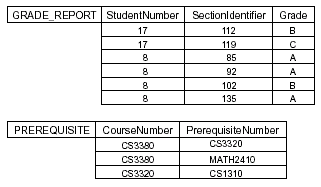 GRADE_REPORT StudentNumber SectionIdentifier Grade
17 112 B
17 119 C
8 85 A
8 92 A
8 102 B
8 135 A
PREREQUISITE CourseNumber PrerequisiteNumber
CS3380 CS3320
CS3380 MATH2410
CS3320 CS1310